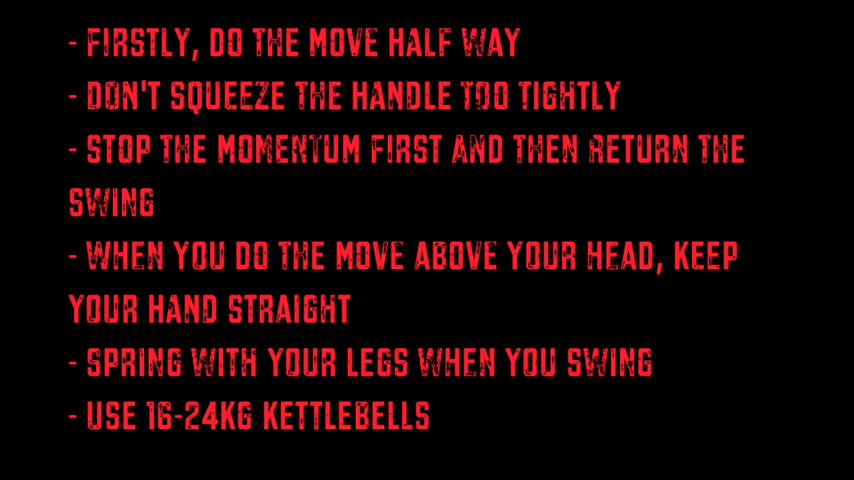 - FIRSTLY, DO THE MOVE HALF WAY
- DON'T SQUEEZE THE HANDLE TOO TIGHTLY
- STOP THE MOMENTUM FIRST AND THEN RETURN THE
SWING
- WHEN YOU DO THE MOVE ABOVE YOUR HEAD, KEEP
YOUR HAND STRAIGHT
- SPRING WITH YOUR LEGS WHEN YOU SWING
- USE 16-24KG KETTLEBELLS